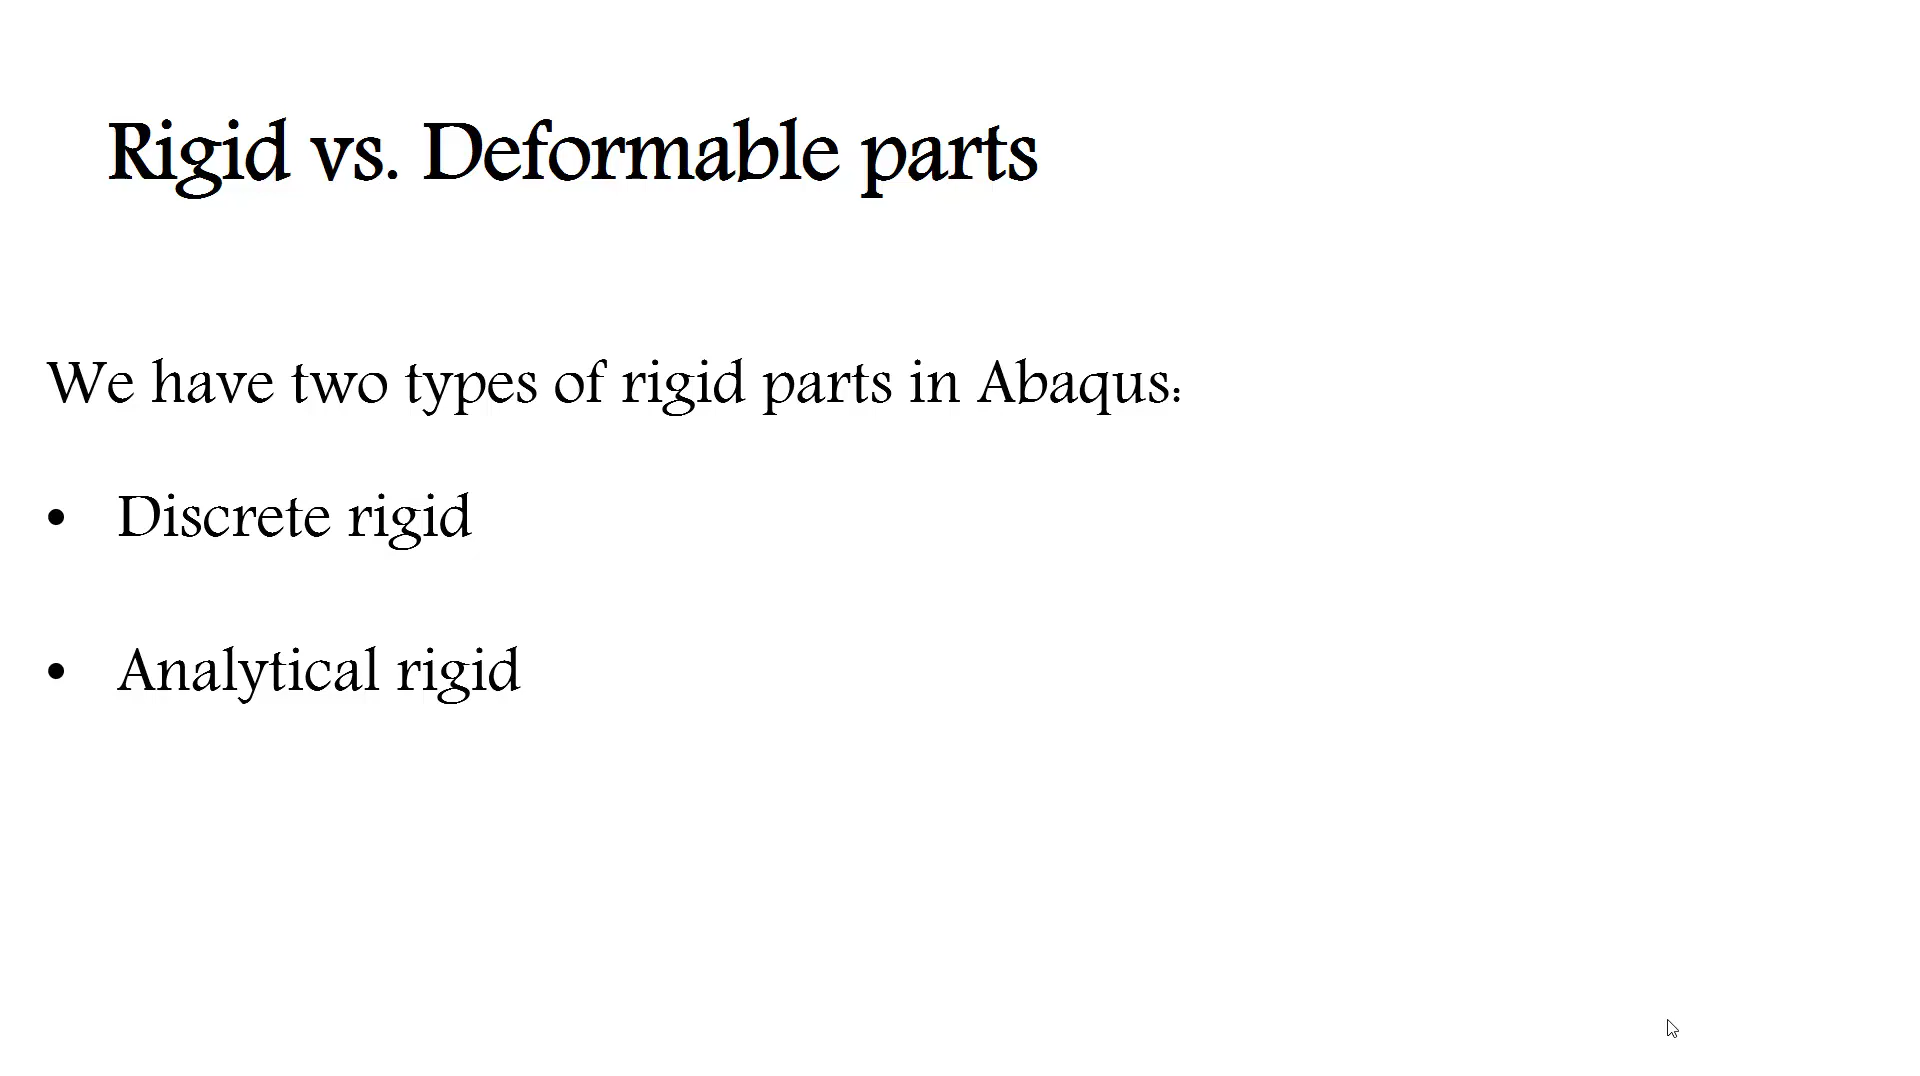 Rigid vs. Deformable parts
We have two types of rigid parts in Abaqus:
• Discrete rigid
• Analytical rigid